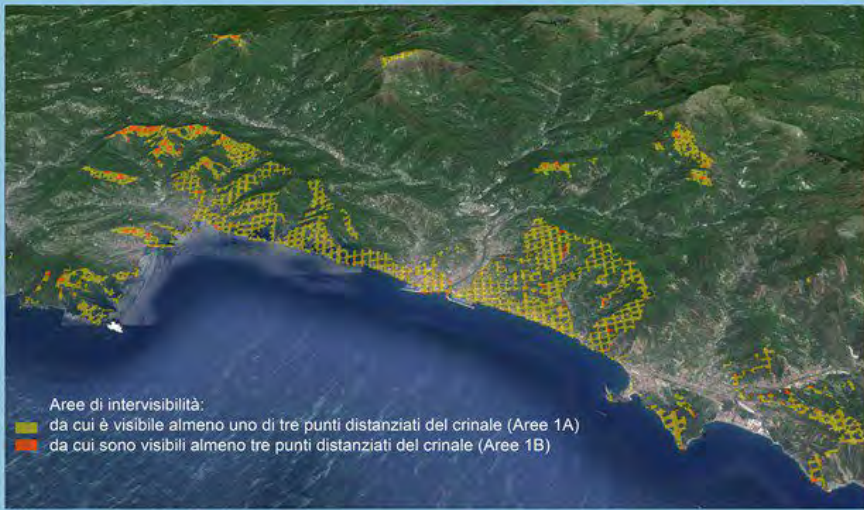 Aree di intervisibilità:
da cui è visibile almeno uno di tre punti distanziati del crinale (Aree 1A)
da cui sono visibili almeno tre punti distanziati del crinale (Aree 1B)